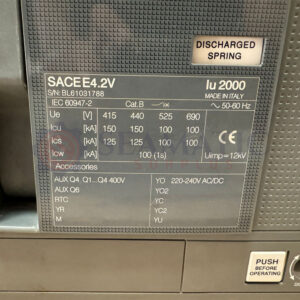 DISCHARGED
SPRING
SACE E4.2V Iu 2000
S/N: BL61031788 MADE IN ITALY
IEC 60947-2 Cat.B 50-60 Hz
Ue [V] 415 440 525 690
Icu [kA] 150 150 100 100
Ics [kA] 125 125 100 100
Icw [kA] 100 (1s) Uimp=12kV
CE
Accessories
AUX Q4 Q1...Q4 400V YO 220-240V AC/DC
AUX Q6 YO2
RTC YC
YR YC2
M YU
PUSH
BEFORE
OPERATING